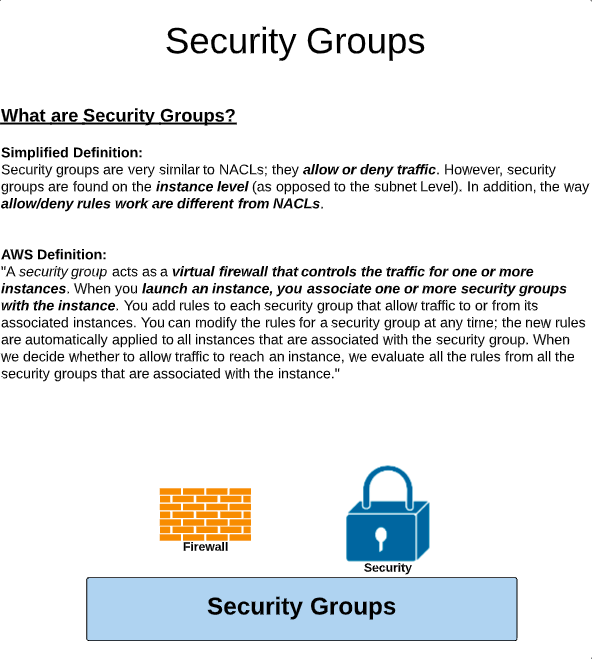 Security Groups
What are Security Groups?
Simplified Definition:
Security groups are very similar to NACLs; they allow or deny traffic. However, security
groups are found on the instance level (as opposed to the subnet Level). In addition, the way
allow/deny rules work are different from NACLs.
AWS Definition:
"A security group acts as a virtual firewall that controls the traffic for one or more
instances. When you launch an instance, you associate one or more security groups
with the instance. You add rules to each security group that allow traffic to or from its
associated instances. You can modify the rules for a security group at any time; the new rules
are automatically applied to all instances that are associated with the security group. When
we decide whether to allow traffic to reach an instance, we evaluate all the rules from all the
security groups that are associated with the instance."
Firewall
Security
Security Groups